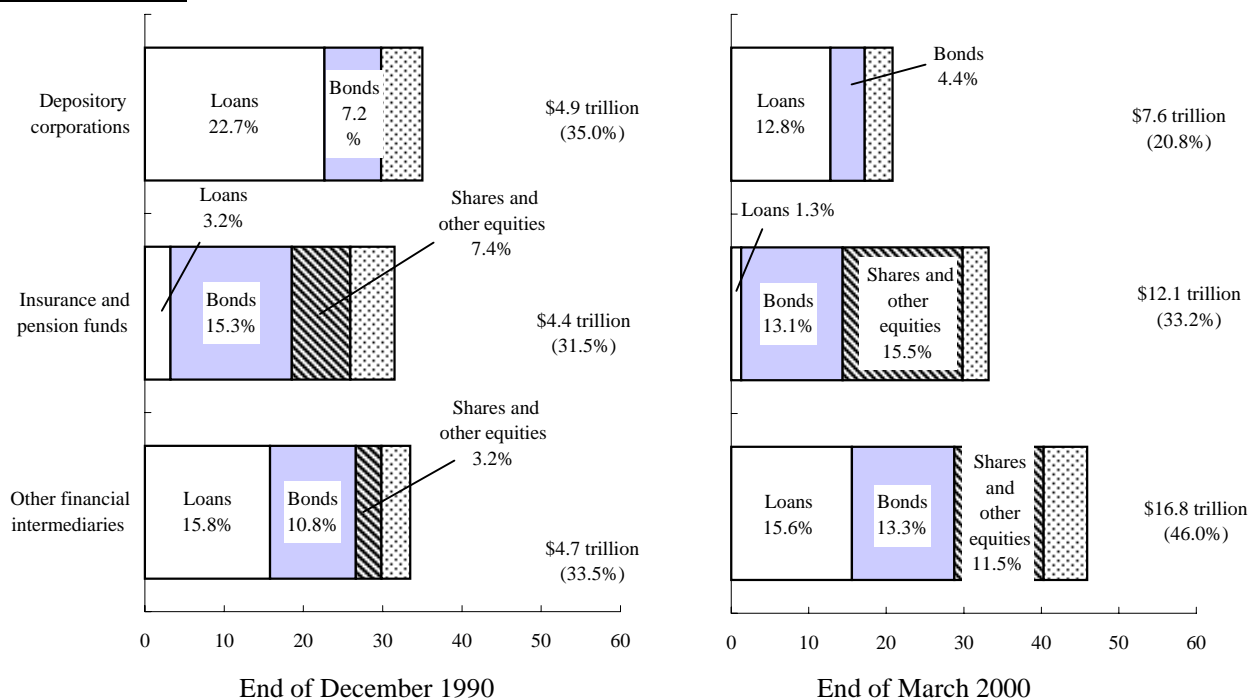 Depository
corporations
Loans
22.7%
Bonds
7.2
%
$4.9 trillion
(35.0%)
Loans
3.2%
Shares and
other equities
7.4%
Insurance and
pension funds
Bonds
15.3%
$4.4 trillion
(31.5%)
Shares and
other equities
3.2%
Other financial
intermediaries
Loans
15.8%
Bonds
10.8%
$4.7 trillion
(33.5%)
0 10 20 30 40 50 60
End of December 1990
Loans
12.8%
Bonds
4.4%
$7.6 trillion
(20.8%)
Loans 1.3%
Bonds
13.1%
Shares and
other
equities
15.5%
$12.1 trillion
(33.2%)
Loans
15.6%
Bonds
13.3%
Shares
and
other
equities
11.5%
$16.8 trillion
(46.0%)
0 10 20 30 40 50 60
End of March 2000